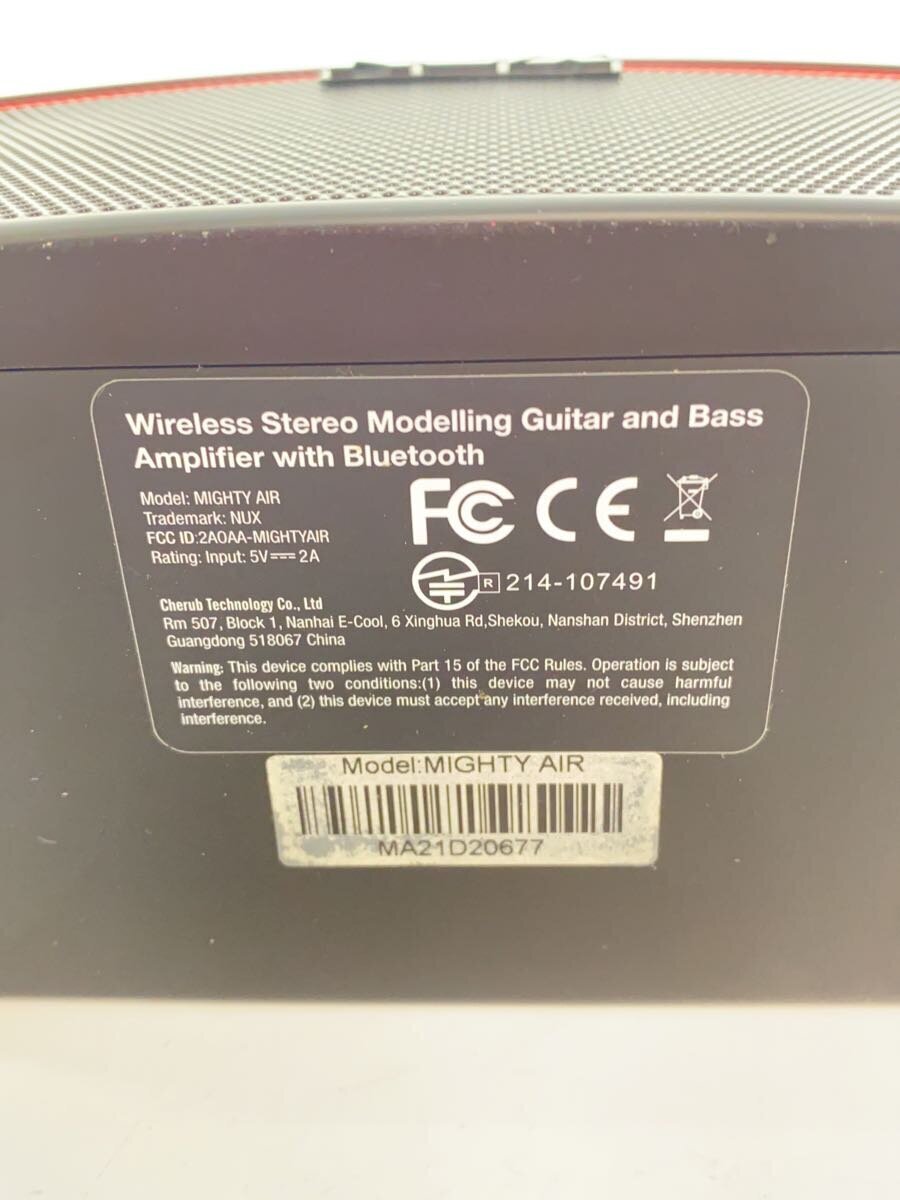 Wireless Stereo Modelling Guitar and Bass
Amplifier with Bluetooth
Model: MIGHTY AIR
Trademark: NUX
FCC ID:2AOAA-MIGHTYAIR
Rating: Input: 5V⎓2A
FC CE
R 214-107491
Cherub Technology Co., Ltd
Rm 507, Block 1, Nanhai E-Cool, 6 Xinghua Rd,Shekou, Nanshan District, Shenzhen
Guangdong 518067 China
Warning: This device complies with Part 15 of the FCC Rules. Operation is subject
to the following two conditions:(1) this device may not cause harmful
interference, and (2) this device must accept any interference received, including
interference.
Model:MIGHTY AIR
MA21D20677